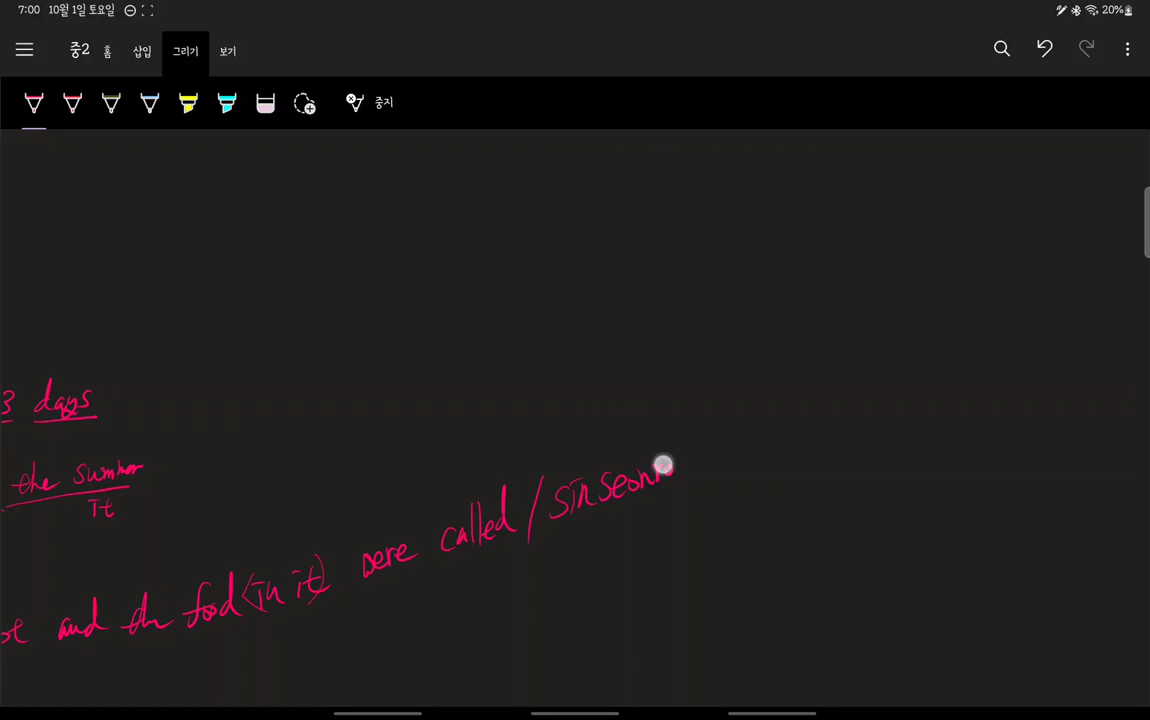 7:00 10월 1일 토요일 20%
중2 홈 삽입 그리기 보기
중지
3 days
the summer
it
and the food (in it) were called / sinseon